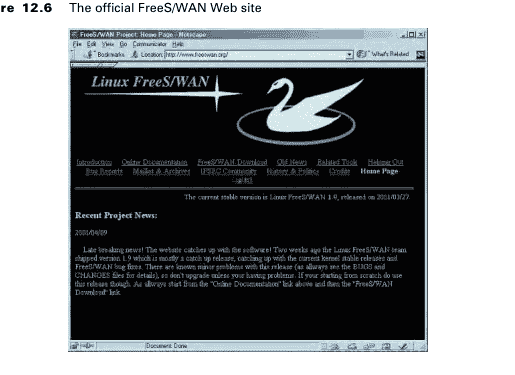 re 12.6 The official FreeS/WAN Web site
FreeS/WAN Project: Home Page - Netscape
File Edit View Go Communicator Help
Bookmarks Location: http://www.freeswan.org/ What's Related
Linux FreeS/WAN
Introduction Online Documentation FreeS/WAN Download Old News Related Tools Helping Out
Bug Reports Maillist & Archives IPSEC Community History & Politics Credits Home Page
The current stable version is Linux FreeS/WAN 1.9, released on 2001/03/27.
Recent Project News:
2001/04/09
Late breaking news! The website catches up with the software! Two weeks ago the Linux FreeS/WAN team
shipped version 1.9 which is mostly a catch up release, catching up with the current kernel stable releases and
FreeS/WAN bug fixes. There are known minor problems with this release (as allways see the BUGS and
CHANGES files for details), so don't upgrade unless your having problems. If your starting from scratch do use
this release though. As allways start from the "Online Documentation" link above and then the "FreeS/WAN
Download" link.
Document: Done